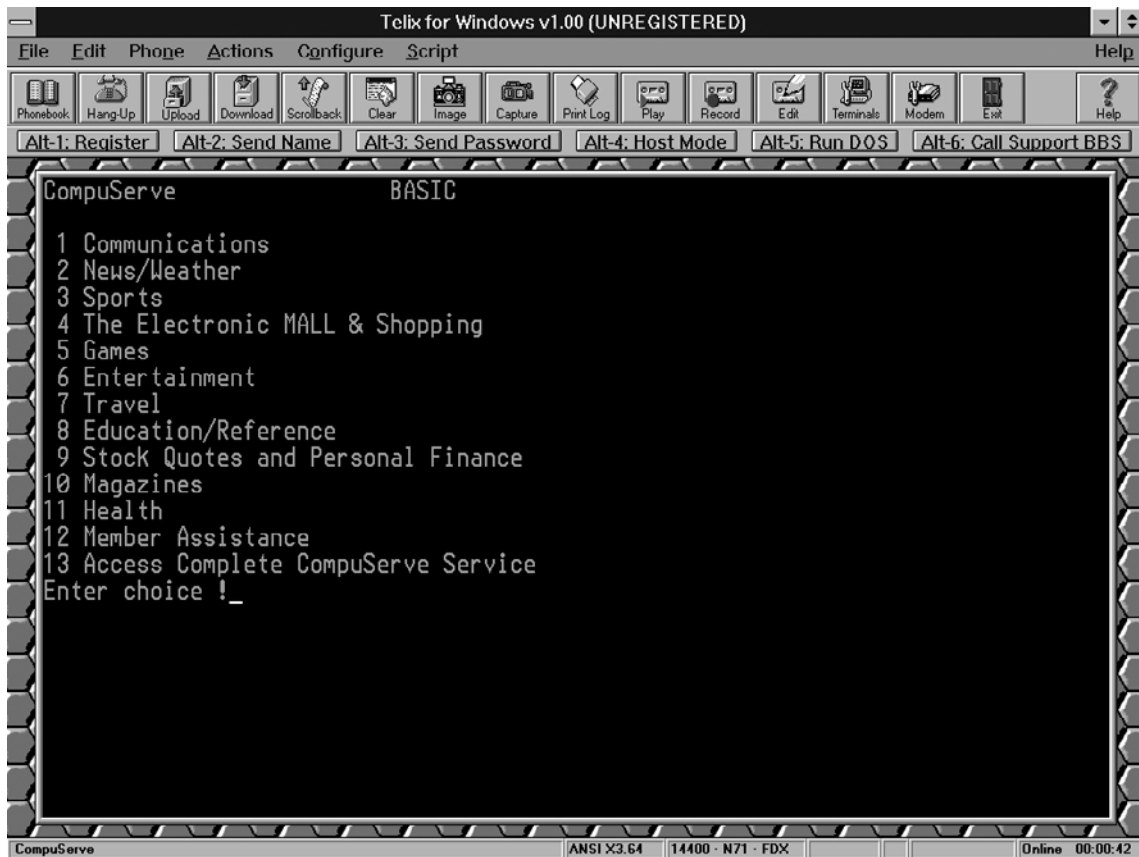 Telix for Windows v1.00 (UNREGISTERED)
File Edit Phone Actions Configure Script Help
Phonebook Hang-Up Upload Download Scrollback Clear Image Capture Print Log Play Record Edit Terminals Modem Exit Help
Alt-1: Register Alt-2: Send Name Alt-3: Send Password Alt-4: Host Mode Alt-5: Run DOS Alt-6: Call Support BBS
CompuServe BASIC
1 Communications
2 News/Weather
3 Sports
4 The Electronic MALL & Shopping
5 Games
6 Entertainment
7 Travel
8 Education/Reference
9 Stock Quotes and Personal Finance
10 Magazines
11 Health
12 Member Assistance
13 Access Complete CompuServe Service
Enter choice !_
CompuServe ANSI X3.64 14400 · N71 · FDX Online 00:00:42